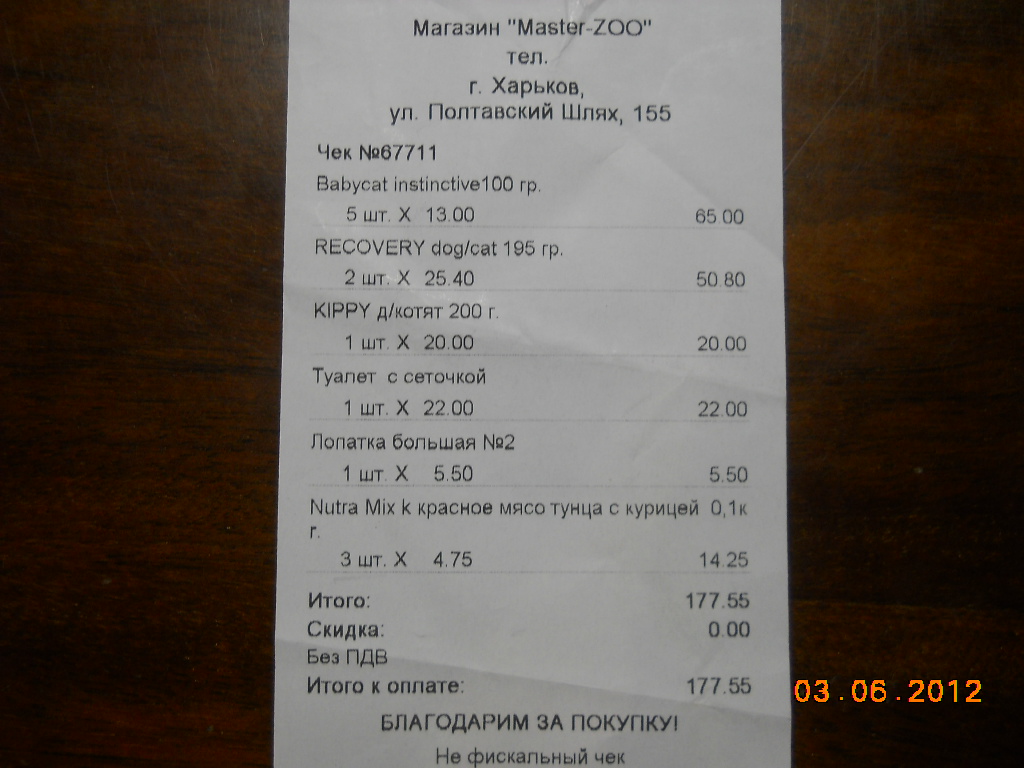 Магазин "Master-ZOO"
тел.
г. Харьков,
ул. Полтавский Шлях, 155
Чек №67711
Babycat instinctive100 гр.
5 шт. X 13.00 65.00
RECOVERY dog/cat 195 гр.
2 шт. X 25.40 50.80
KIPPY д/котят 200 г.
1 шт. X 20.00 20.00
Туалет с сеточкой
1 шт. X 22.00 22.00
Лопатка большая №2
1 шт. X 5.50 5.50
Nutra Mix k красное мясо тунца с курицей 0,1к
г.
3 шт. X 4.75 14.25
Итого: 177.55
Скидка: 0.00
Без ПДВ
Итого к оплате: 177.55
03.06.2012
БЛАГОДАРИМ ЗА ПОКУПКУ!
Не фискальный чек